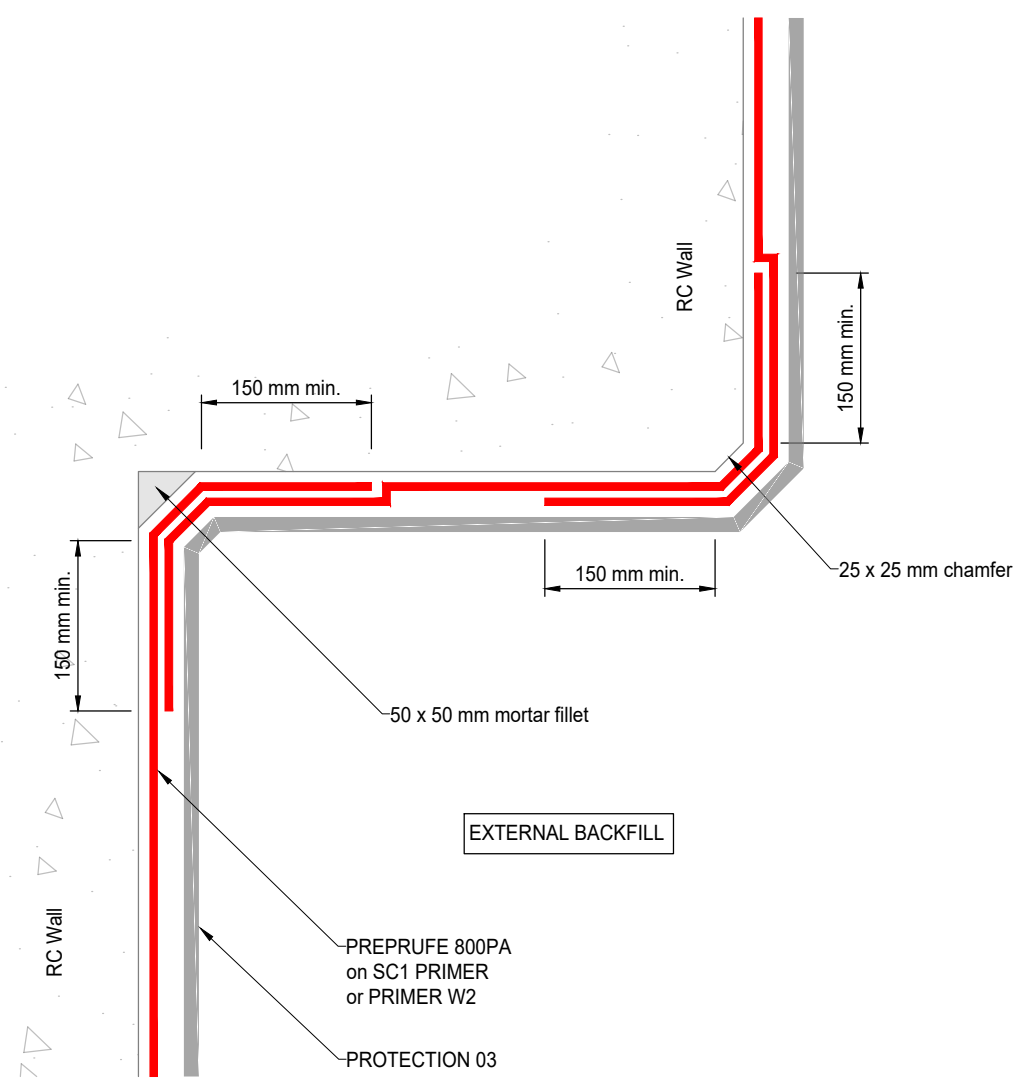 RC Wall
150 mm min.
150 mm min.
150 mm min.
25 x 25 mm chamfer
150 mm min.
50 x 50 mm mortar fillet
EXTERNAL BACKFILL
RC Wall
PREPRUFE 800PA
on SC1 PRIMER
or PRIMER W2
PROTECTION 03